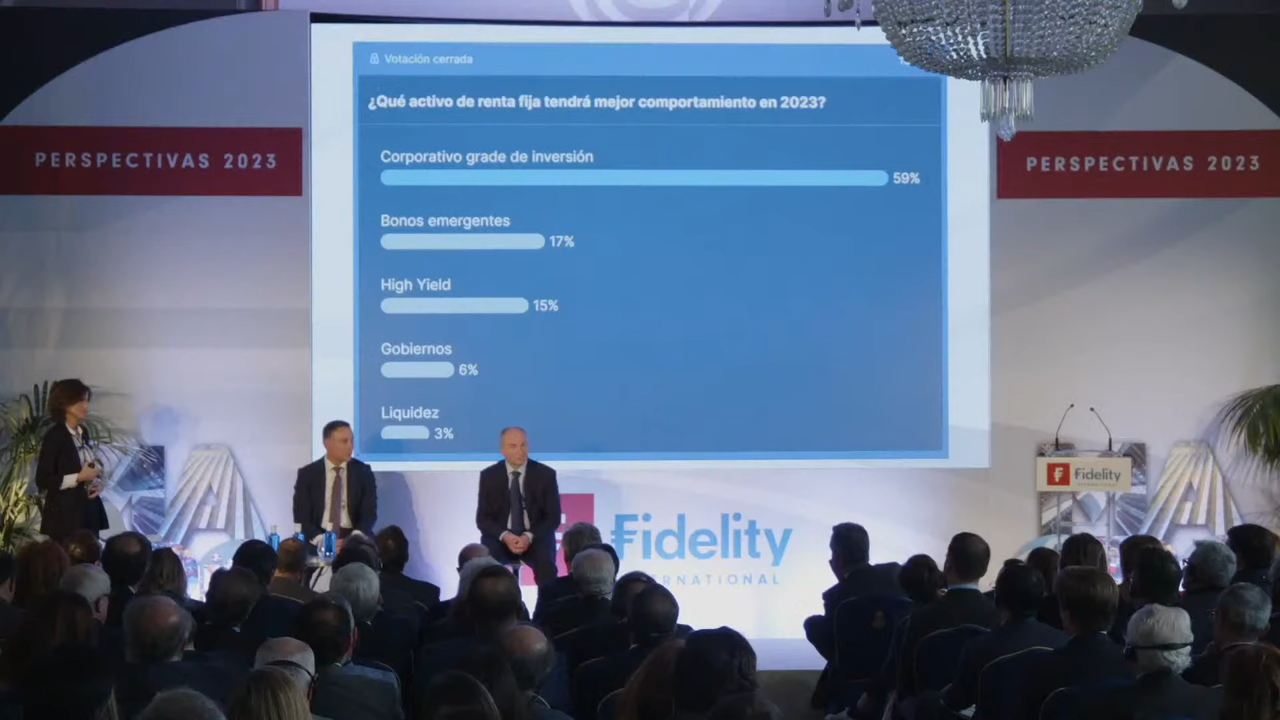 Votación cerrada
¿Qué activo de renta fija tendrá mejor comportamiento en 2023?
PERSPECTIVAS 2023
PERSPECTIVAS 2023
Corporativo grade de inversión
59%
Bonos emergentes
17%
High Yield
15%
Gobiernos
6%
Liquidez
3%
Fidelity
INTERNATIONAL
Fidelity
RNATIONAL